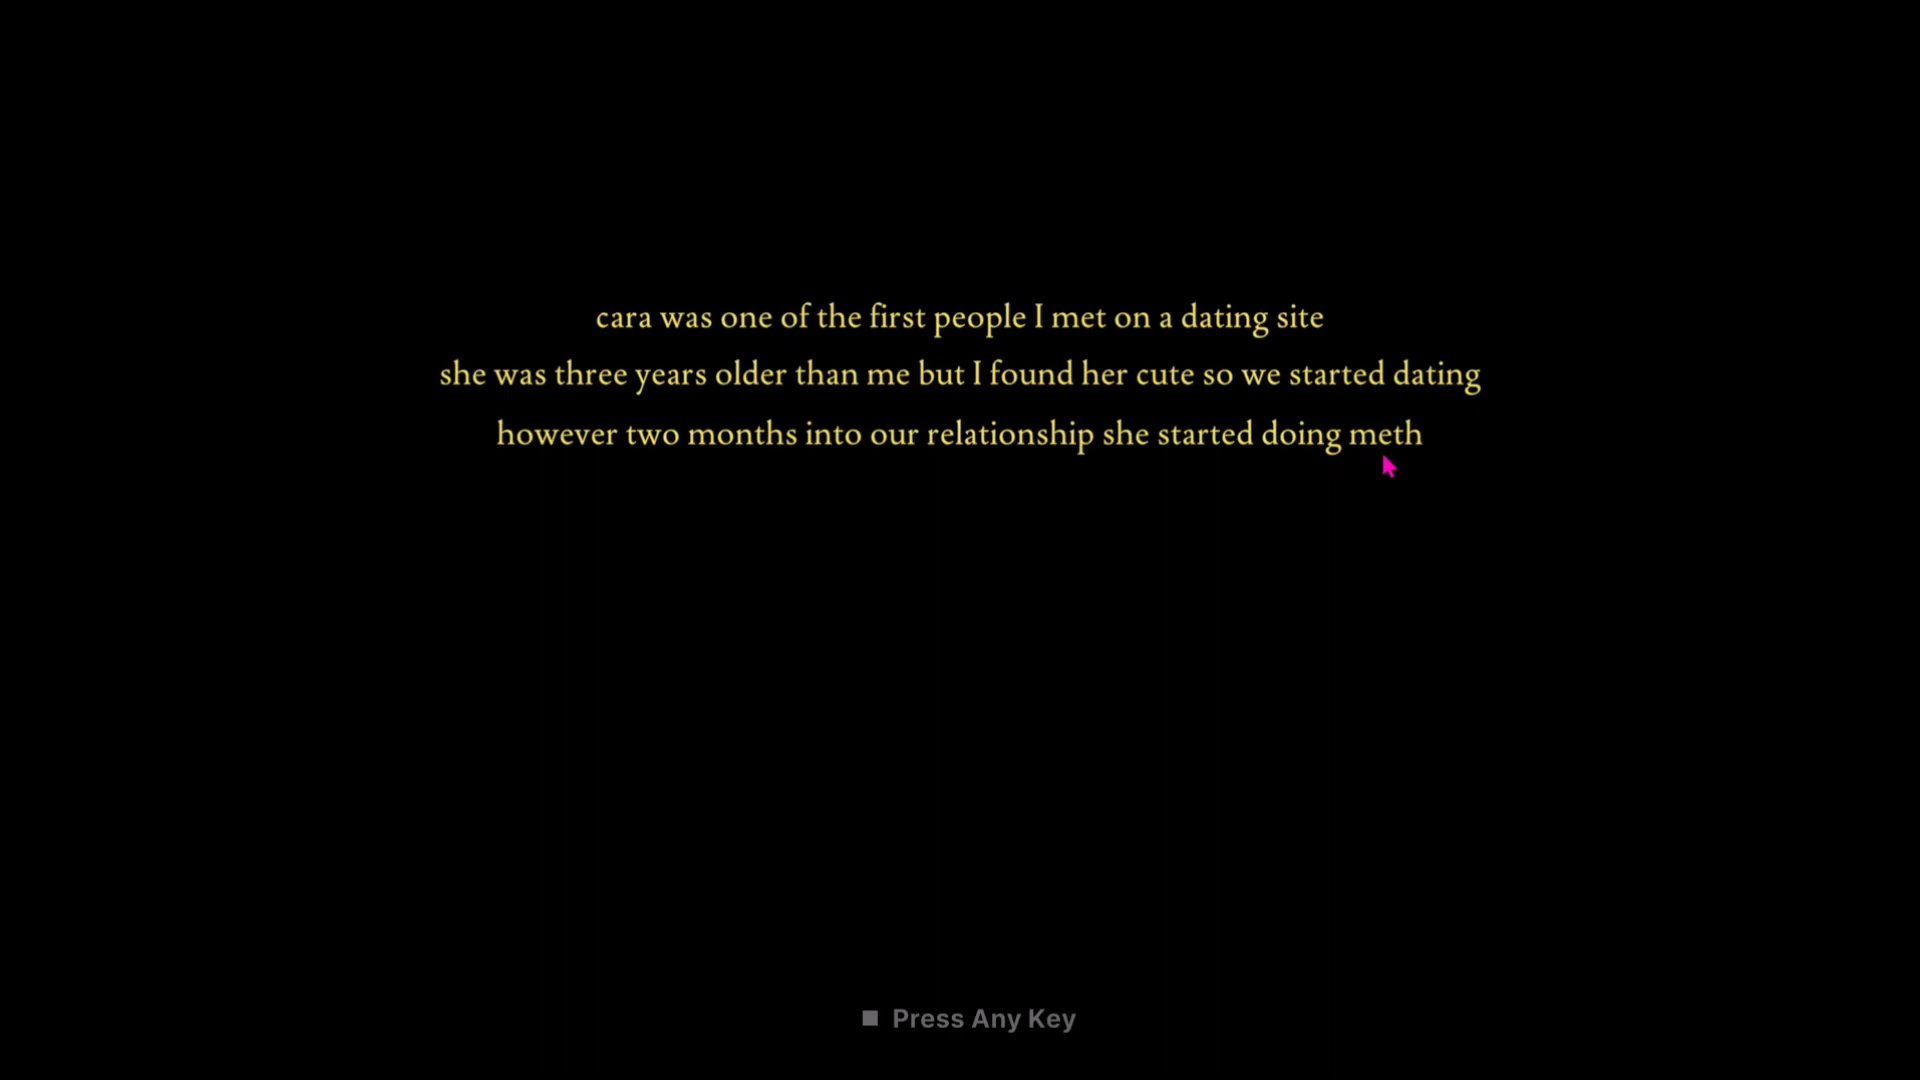 cara was one of the first people I met on a dating site
she was three years older than me but I found her cute so we started dating
however two months into our relationship she started doing meth
Press Any Key